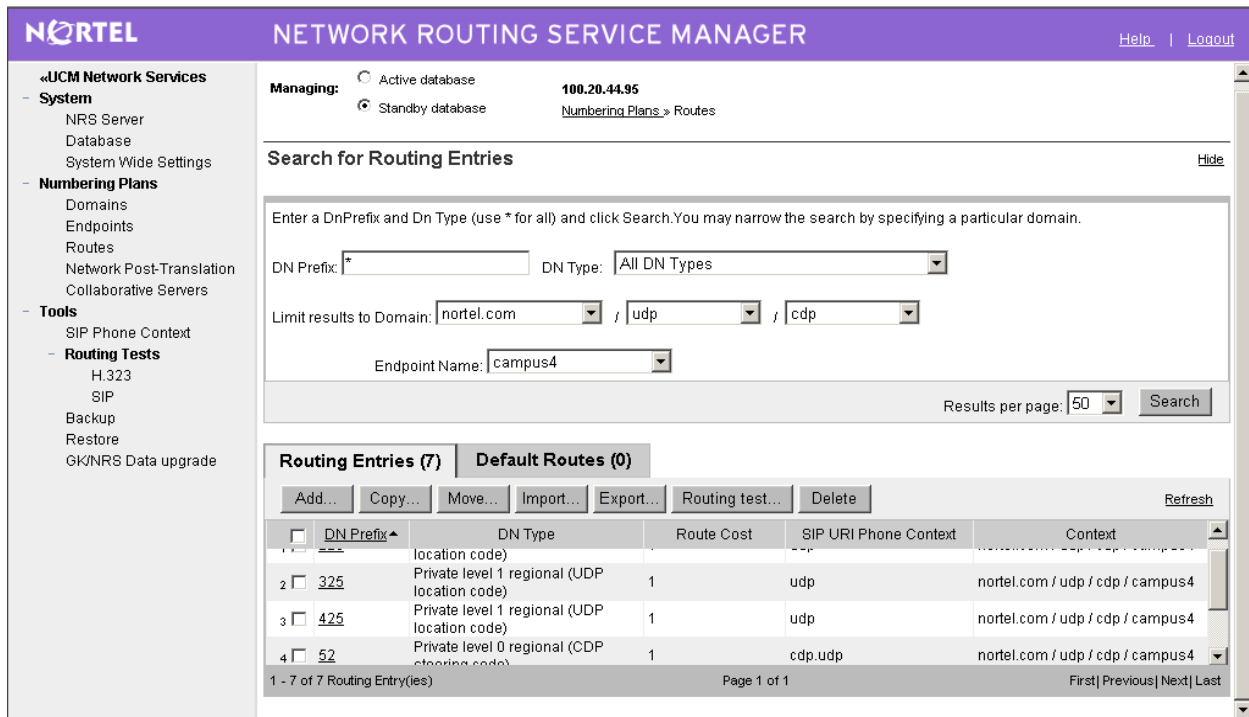 NORTEL
NETWORK ROUTING SERVICE MANAGER
Help | Logout
«UCM Network Services
- System
NRS Server
Database
System Wide Settings
- Numbering Plans
Domains
Endpoints
Routes
Network Post-Translation
Collaborative Servers
- Tools
SIP Phone Context
- Routing Tests
H.323
SIP
Backup
Restore
GK/NRS Data upgrade
Managing:
Active database
Standby database
100.20.44.95
Numbering Plans » Routes
Search for Routing Entries
Hide
Enter a DnPrefix and Dn Type (use * for all) and click Search.You may narrow the search by specifying a particular domain.
DN Prefix: * DN Type: All DN Types
Limit results to Domain: nortel.com / udp / cdp
Endpoint Name: campus4
Results per page: 50 Search
Routing Entries (7) Default Routes (0)
Add... Copy... Move... Import... Export... Routing test... Delete Refresh
DN Prefix DN Type Route Cost SIP URI Phone Context Context
location code)
Private level 1 regional (UDP
2 325 1 udp nortel.com / udp / cdp / campus4
location code)
Private level 1 regional (UDP
3 425 1 udp nortel.com / udp / cdp / campus4
location code)
Private level 0 regional (CDP
4 52 1 cdp.udp nortel.com / udp / cdp / campus4
steering code)
1 - 7 of 7 Routing Entry(ies) Page 1 of 1 First| Previous| Next| Last